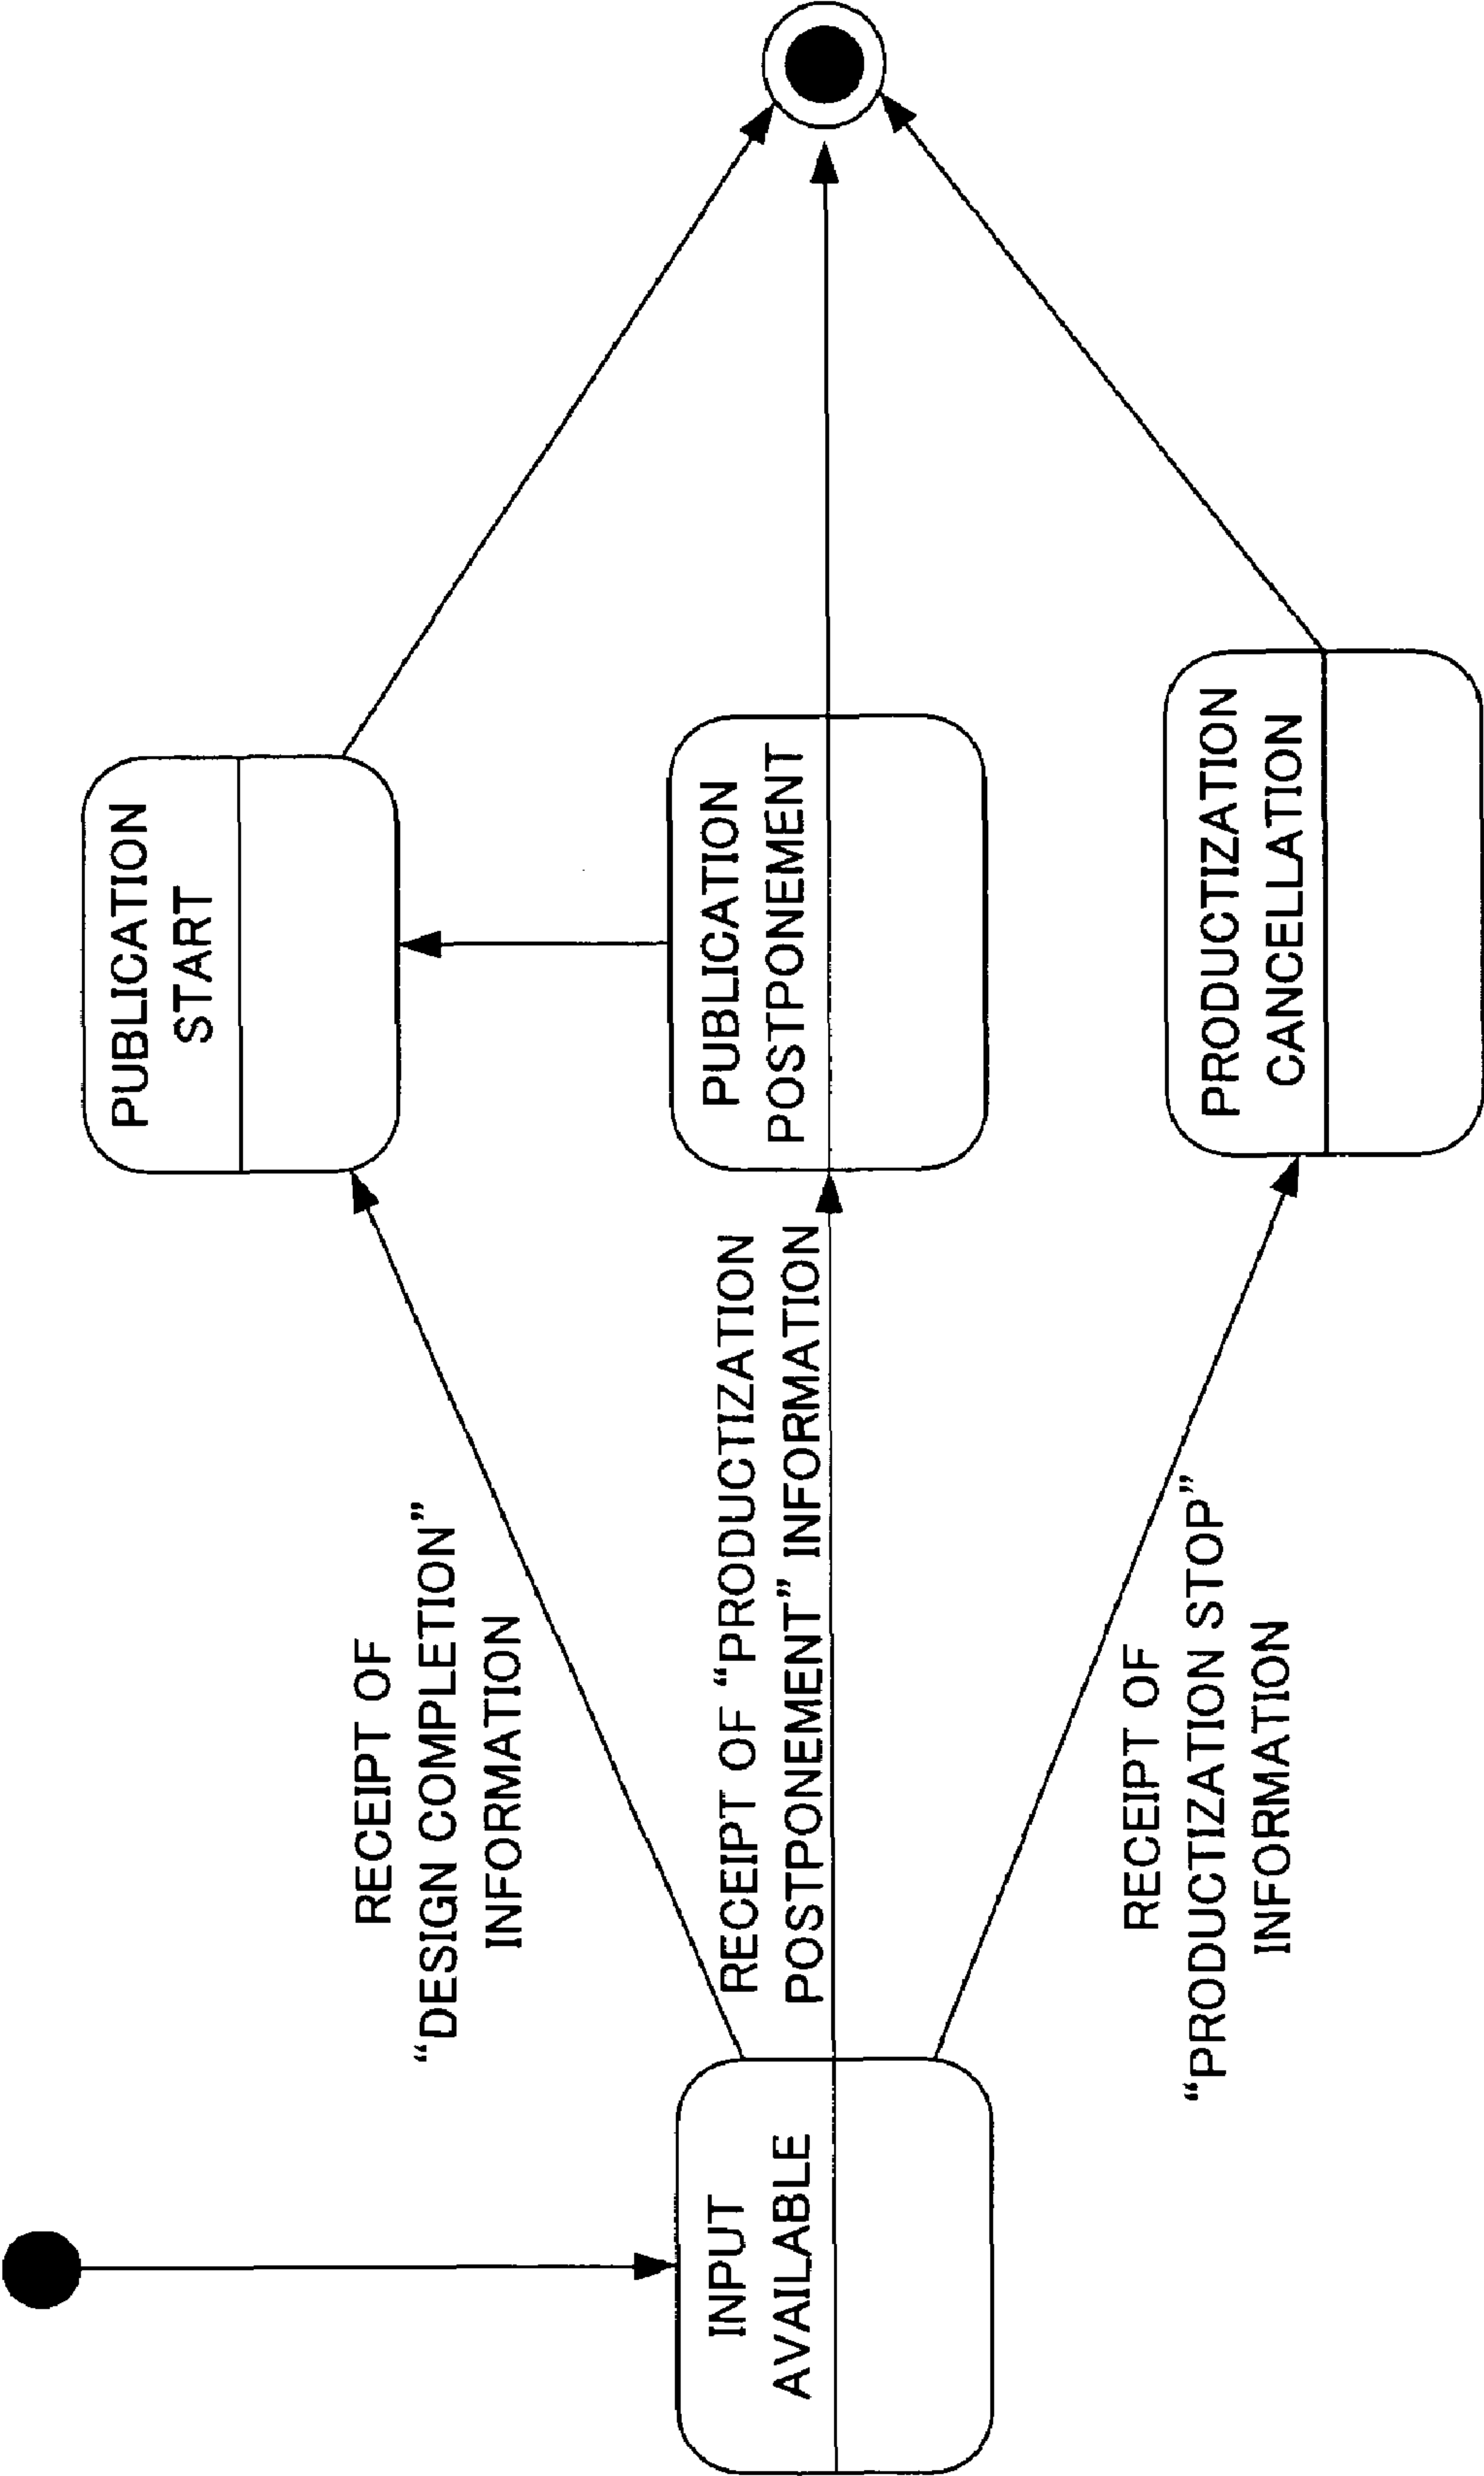 PUBLICATION
START
RECEIPT OF
“DESIGN COMPLETION”
INFORMATION
INPUT
AVAILABLE
RECEIPT OF “PRODUCTIZATION
POSTPONEMENT” INFORMATION
PUBLICATION
POSTPONEMENT
RECEIPT OF
“PRODUCTIZATION STOP”
INFORMATION
PRODUCTIZATION
CANCELLATION